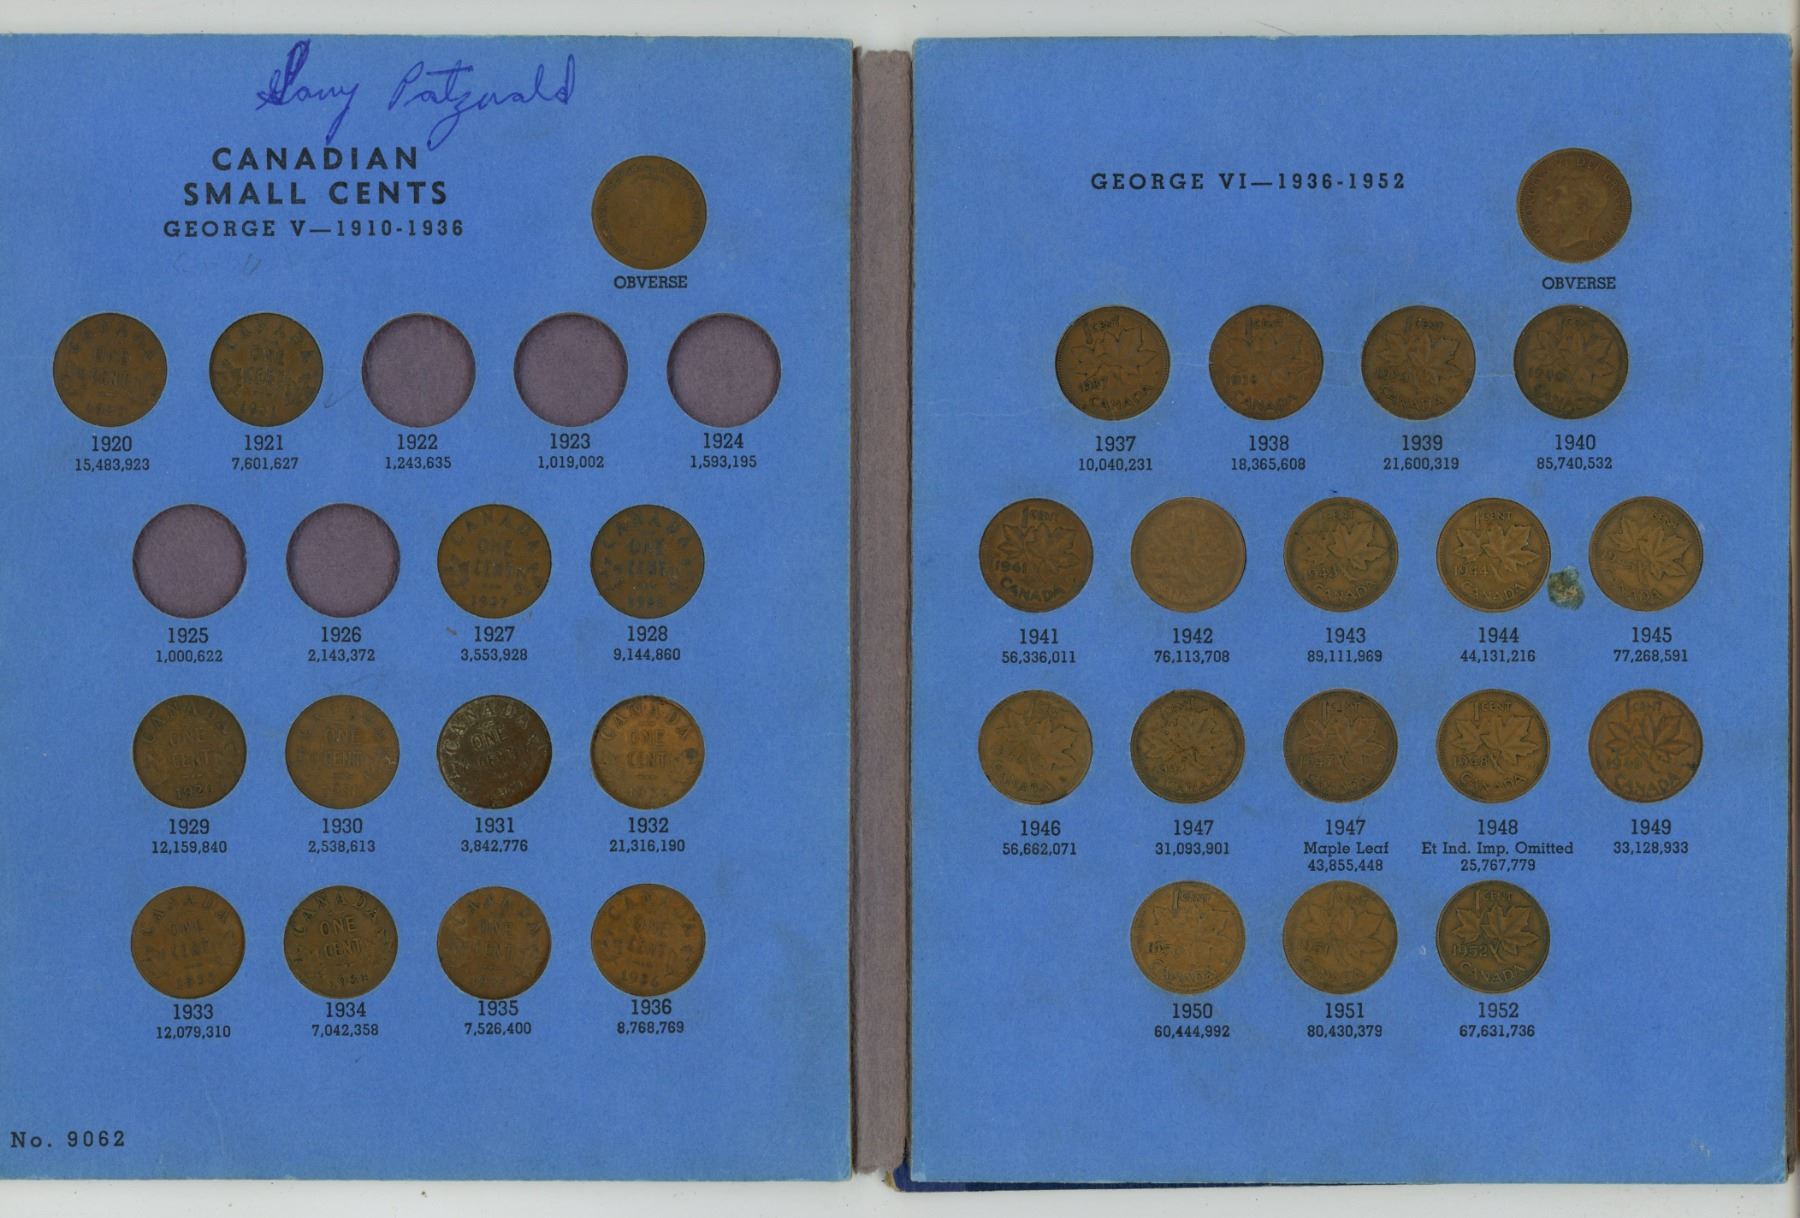 Patzwald
CANADIAN
SMALL CENTS
GEORGE V—1910-1936
OBVERSE
1920 1921 1922 1923 1924
15,483,923 7,601,627 1,243,635 1,019,002 1,593,195
1925 1926 1927 1928
1,000,622 2,143,372 3,553,928 9,144,860
1929 1930 1931 1932
12,159,840 2,538,613 3,842,776 21,316,190
1933 1934 1935 1936
12,079,310 7,042,358 7,526,400 8,768,769
No. 9062
GEORGE VI—1936-1952
OBVERSE
1937 1938 1939 1940
10,040,231 18,365,608 21,600,319 85,740,532
1941 1942 1943 1944 1945
56,336,011 76,113,708 89,111,969 44,131,216 77,268,591
1946 1947 1947 1948 1949
56,662,071 31,093,901 Maple Leaf Et Ind. Imp. Omitted 33,128,933
43,855,448 25,767,779
1950 1951 1952
60,444,992 80,430,379 67,631,736